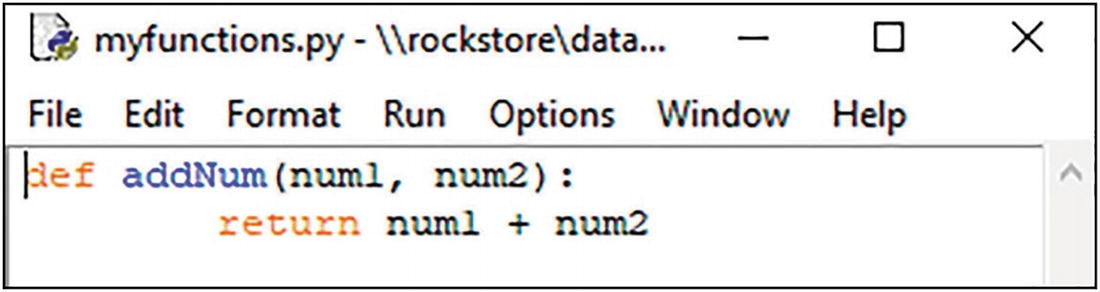 myfunctions.py - \\rockstore\data...
File Edit Format Run Options Window Help
def addNum(num1, num2):
return num1 + num2